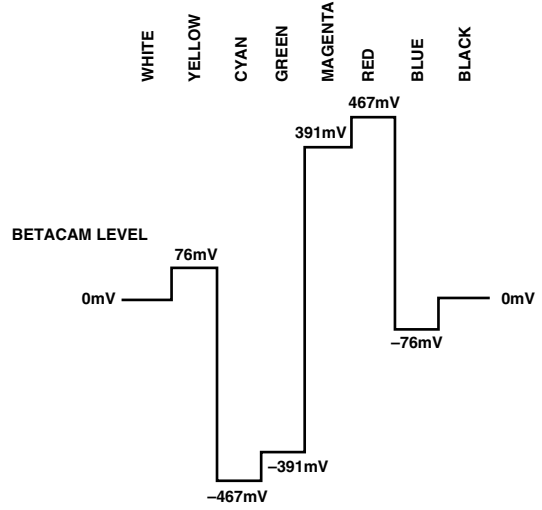 WHITE
YELLOW
CYAN
GREEN
MAGENTA
RED
BLUE
BLACK
467mV
391mV
BETACAM LEVEL
76mV
0mV
0mV
–76mV
–391mV
–467mV